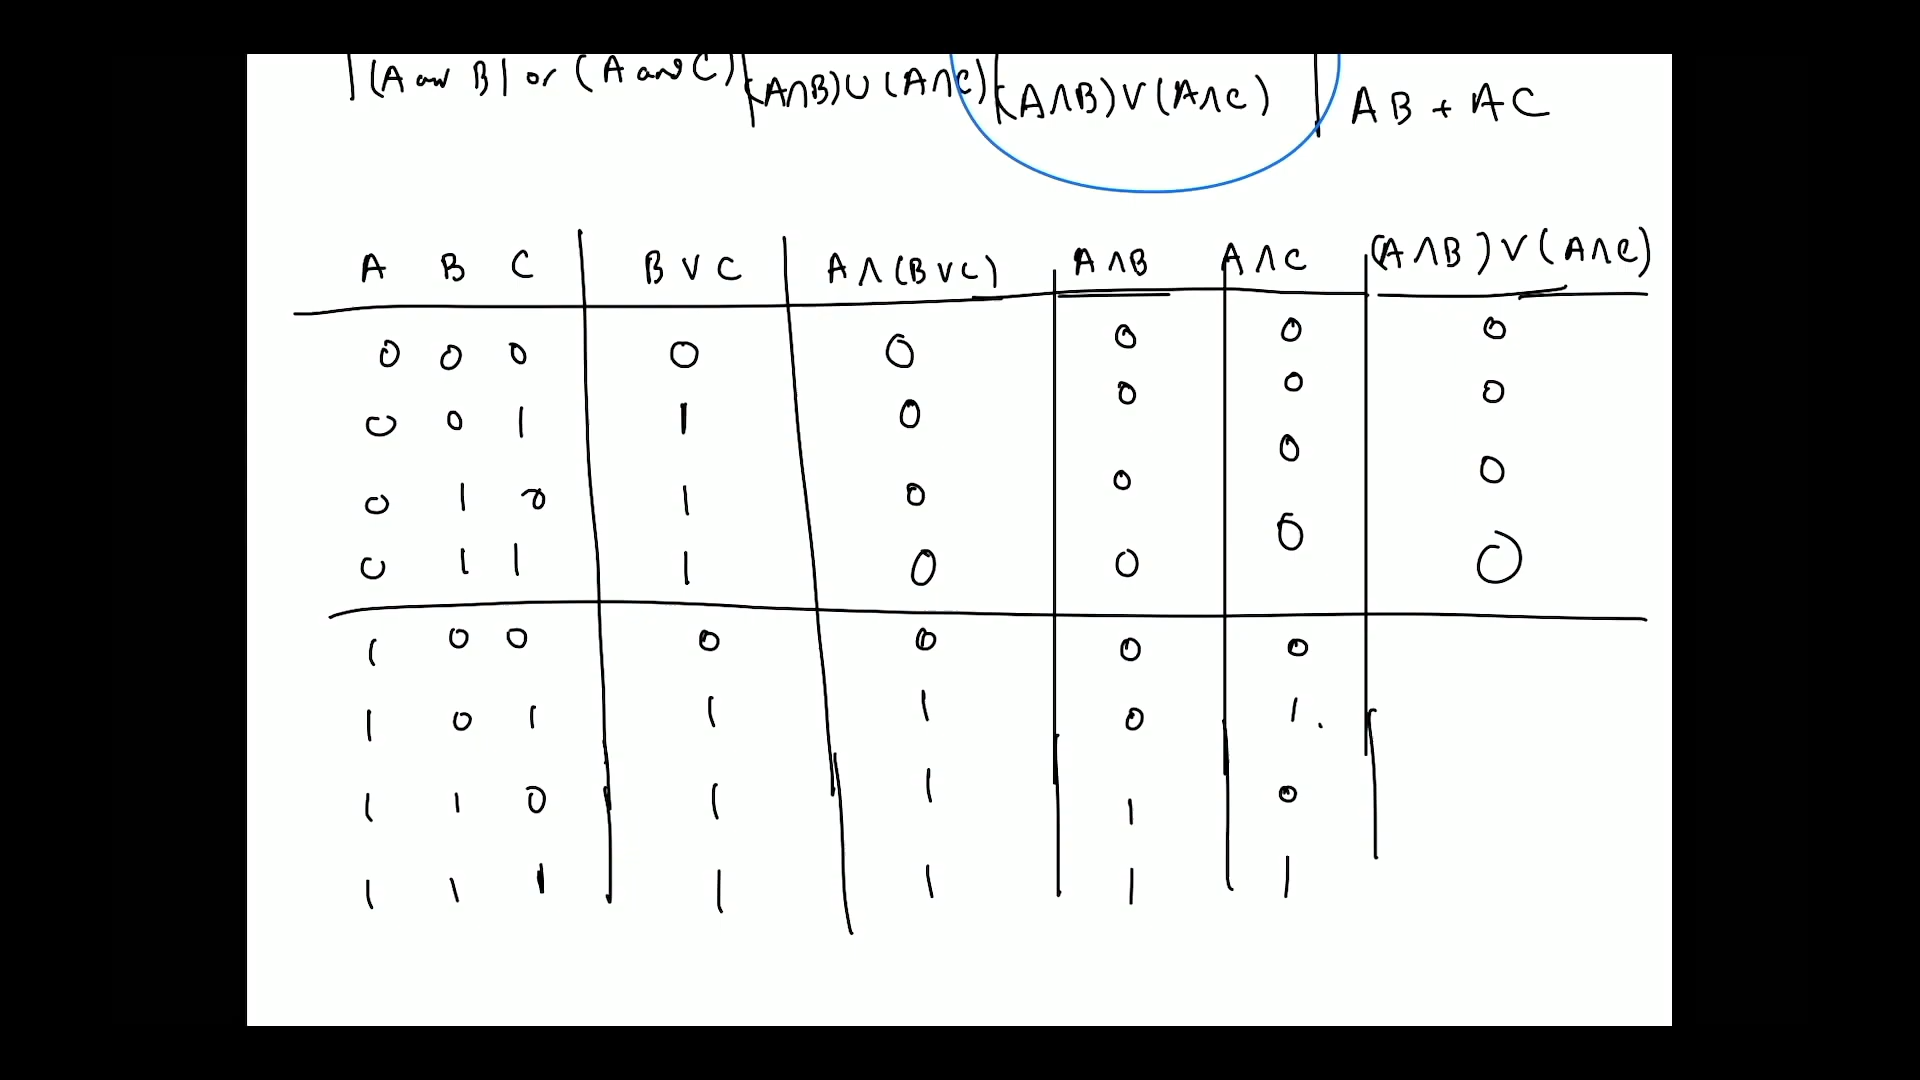 (A and B) or (A and C) | (A∩B)∪(A∩C) | (A∧B)∨(A∧C) | AB + AC
A B C | B ∨ C | A ∧ (B ∨ C) | A ∧ B | A ∧ C | (A ∧ B) ∨ (A ∧ C)
0 0 0 | 0 | 0 | 0 | 0 | 0
0 0 1 | 1 | 0 | 0 | 0 | 0
0 1 0 | 1 | 0 | 0 | 0 | 0
0 1 1 | 1 | 0 | 0 | 0 | 0
1 0 0 | 0 | 0 | 0 | 0
1 0 1 | 1 | 1 | 0 | 1 .
1 1 0 | 1 | 1 | 1 | 0
1 1 1 | 1 | 1 | 1 | 1